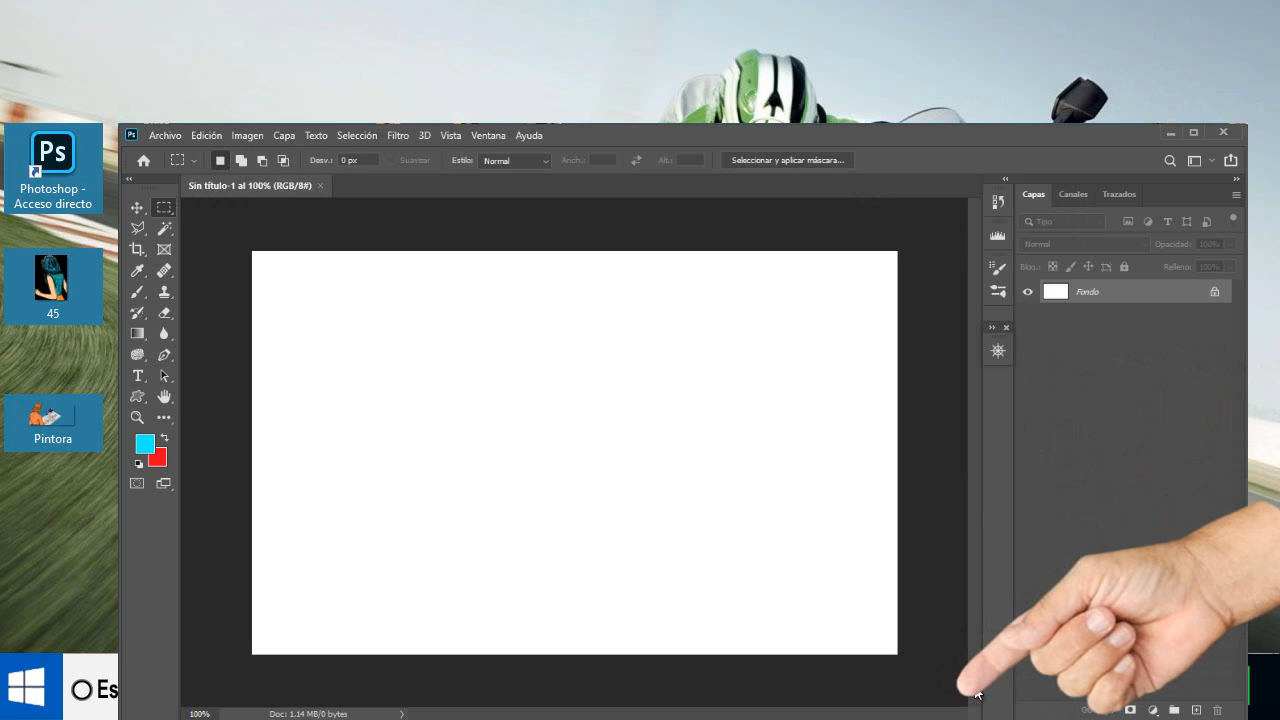 Ps
Photoshop -
Acceso directo
45
Pintora
Es
Ps Archivo Edición Imagen Capa Texto Selección Filtro 3D Vista Ventana Ayuda
Desv.: 0 px Suavizar Estilo: Normal Anch.: Alt.: Seleccionar y aplicar máscara...
Sin título-1 al 100% (RGB/8#)
Capas Canales Trazados
Tipo
Normal Opacidad: 100%
Bloq.: Relleno: 100%
Fondo
T
100% Doc: 1.14 MB/0 bytes